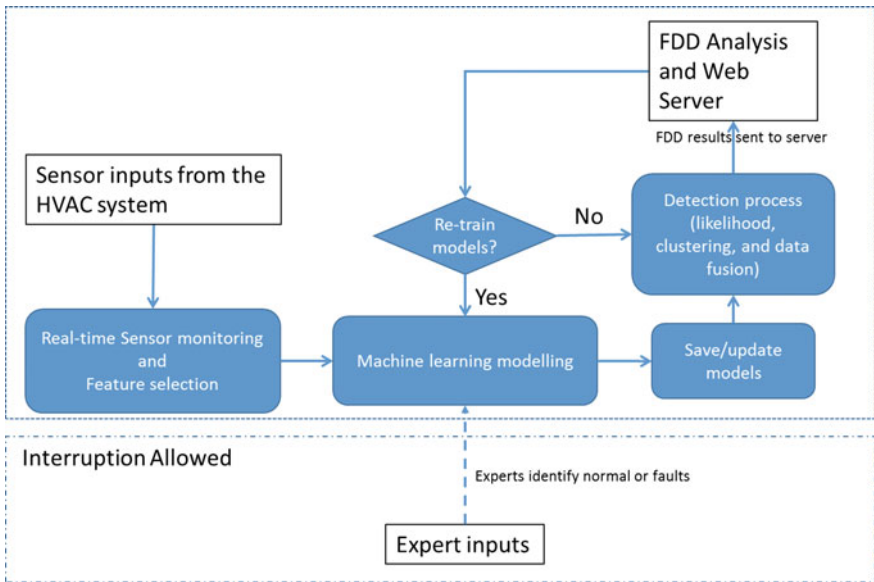 FDD Analysis
and Web
Server
FDD results sent to server
Sensor inputs from the
HVAC system
Re-train
models?
No
Detection process
(likelihood,
clustering, and data
fusion)
Yes
Real-time Sensor monitoring
and
Feature selection
Machine learning modelling
Save/update
models
Interruption Allowed
Experts identify normal or faults
Expert inputs